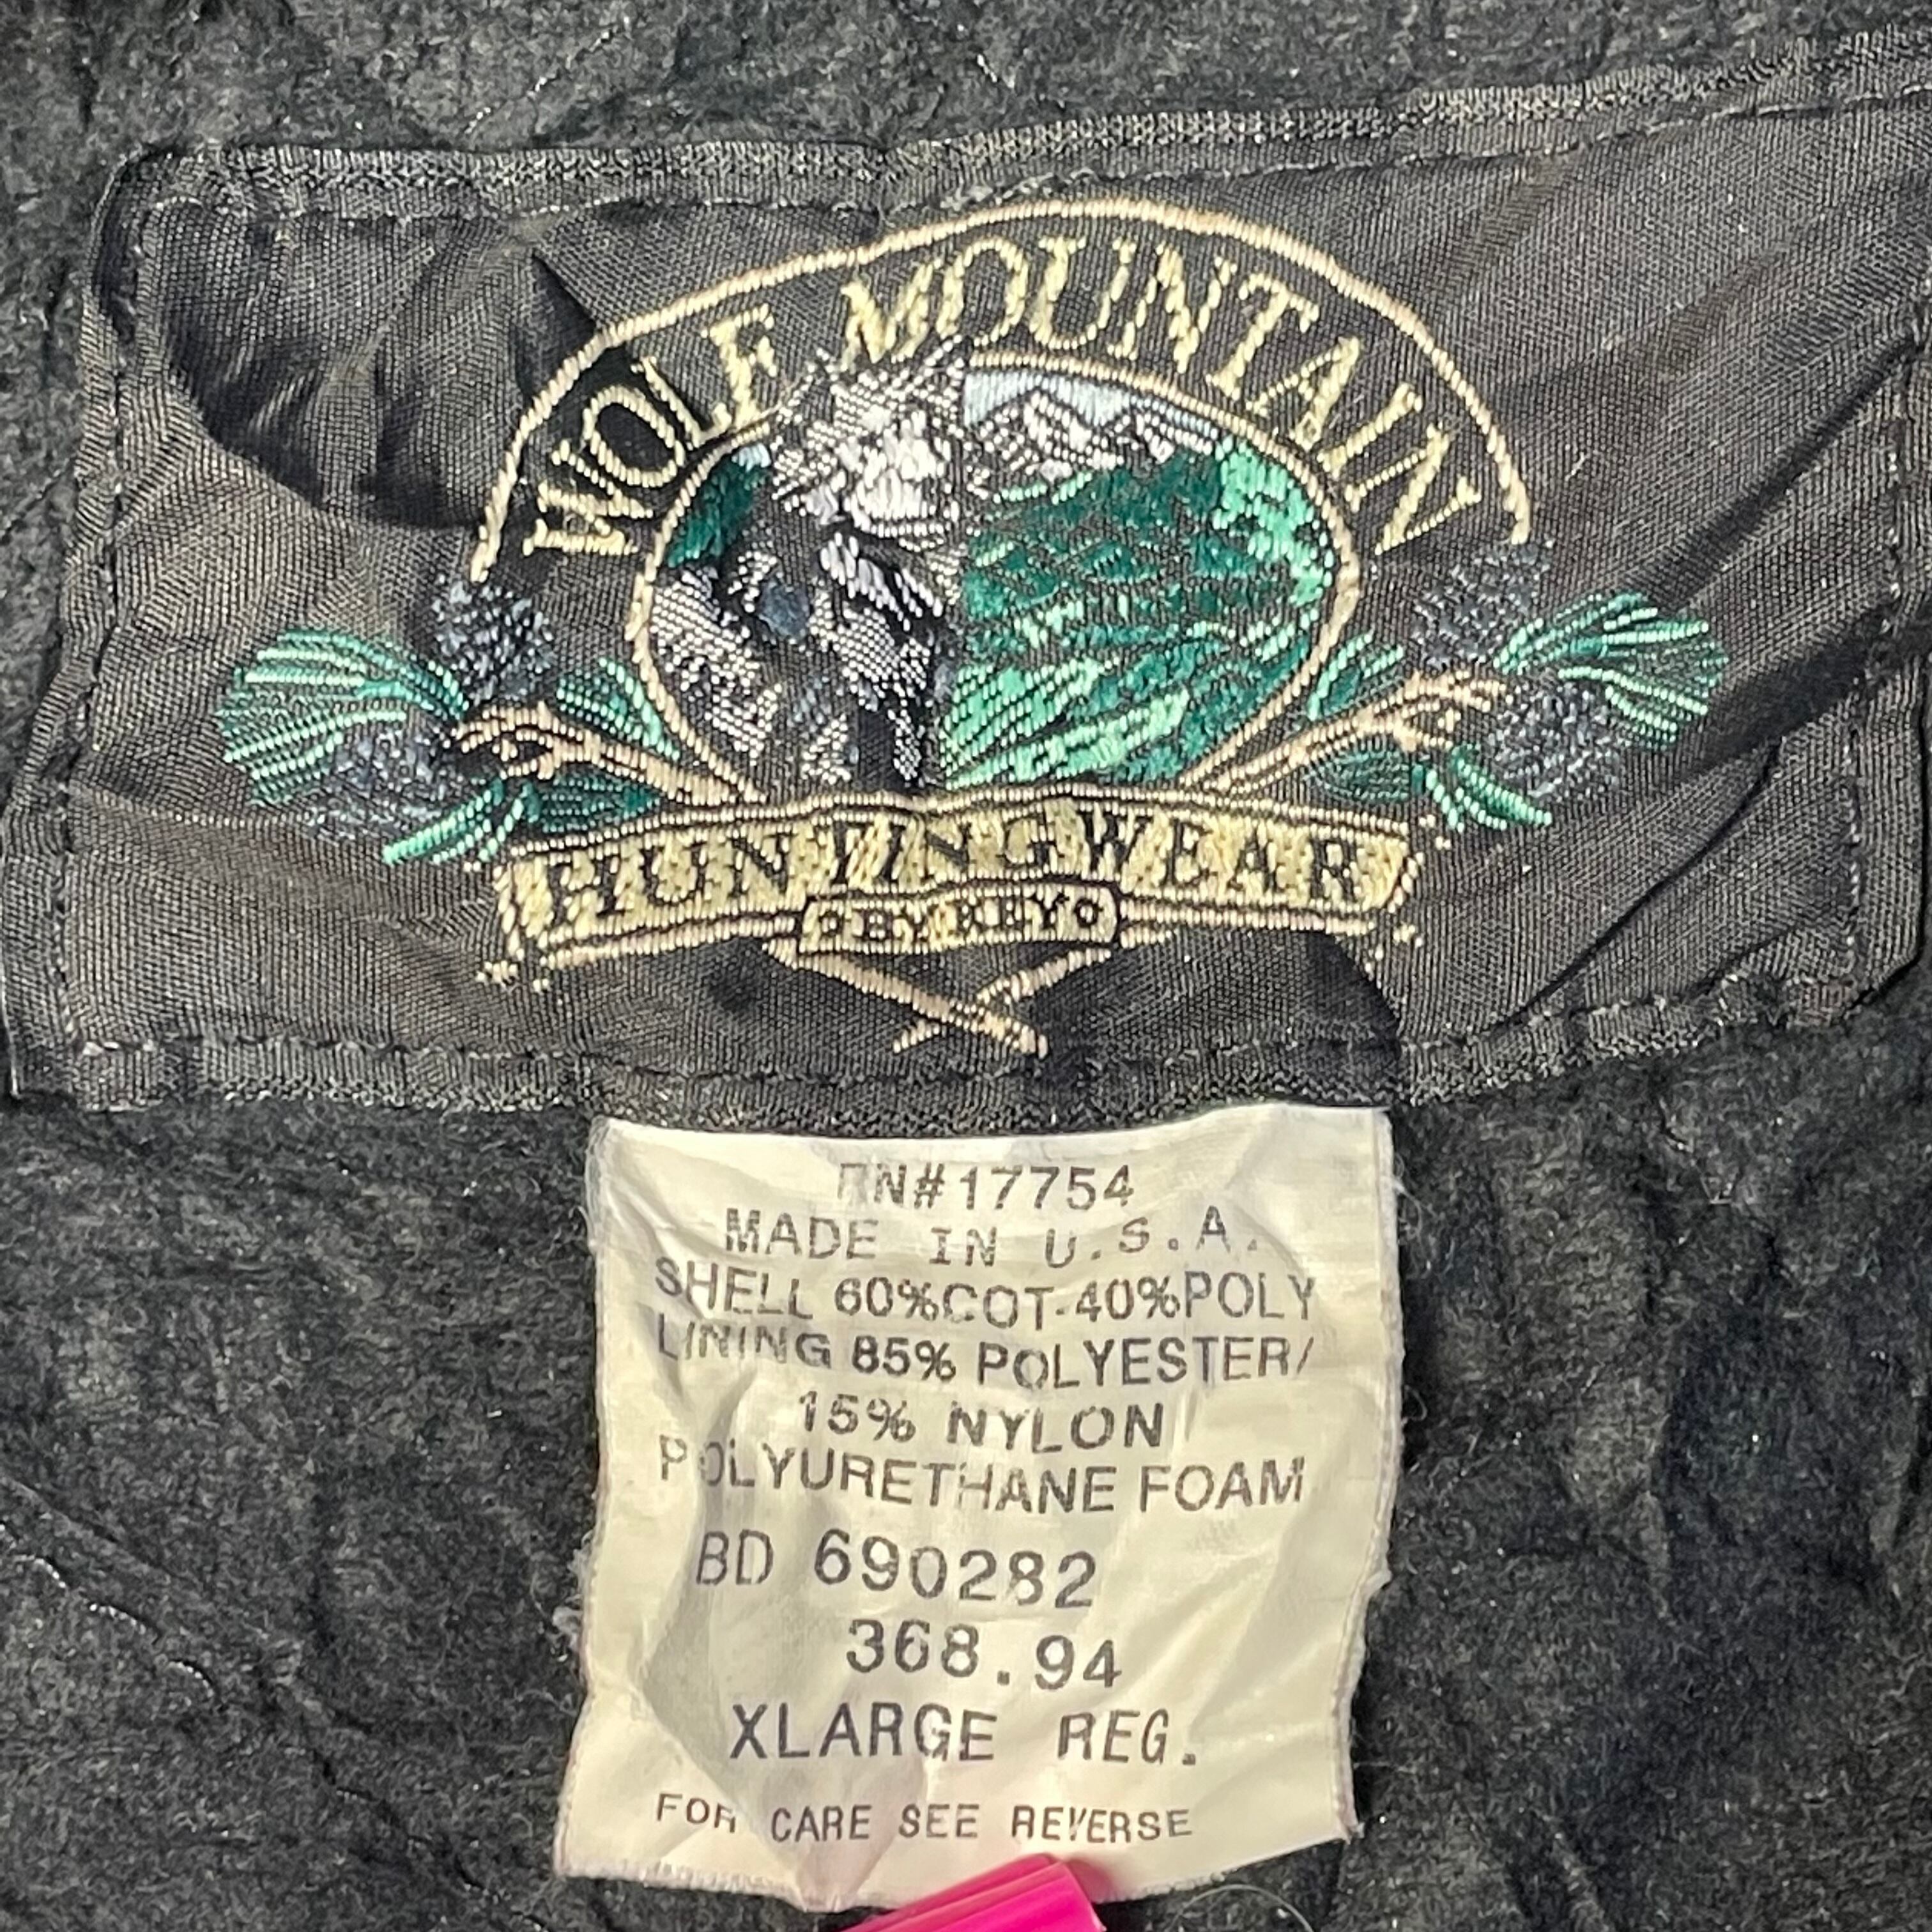 WOLF MOUNTAIN
HUNTINGWEAR
BY KEY
RN#17754
MADE IN U.S.A.
SHELL 60%COT-40%POLY
LINING 85% POLYESTER/
15% NYLON
POLYURETHANE FOAM
BD 690282
368.94
XLARGE REG.
FOR CARE SEE REVERSE